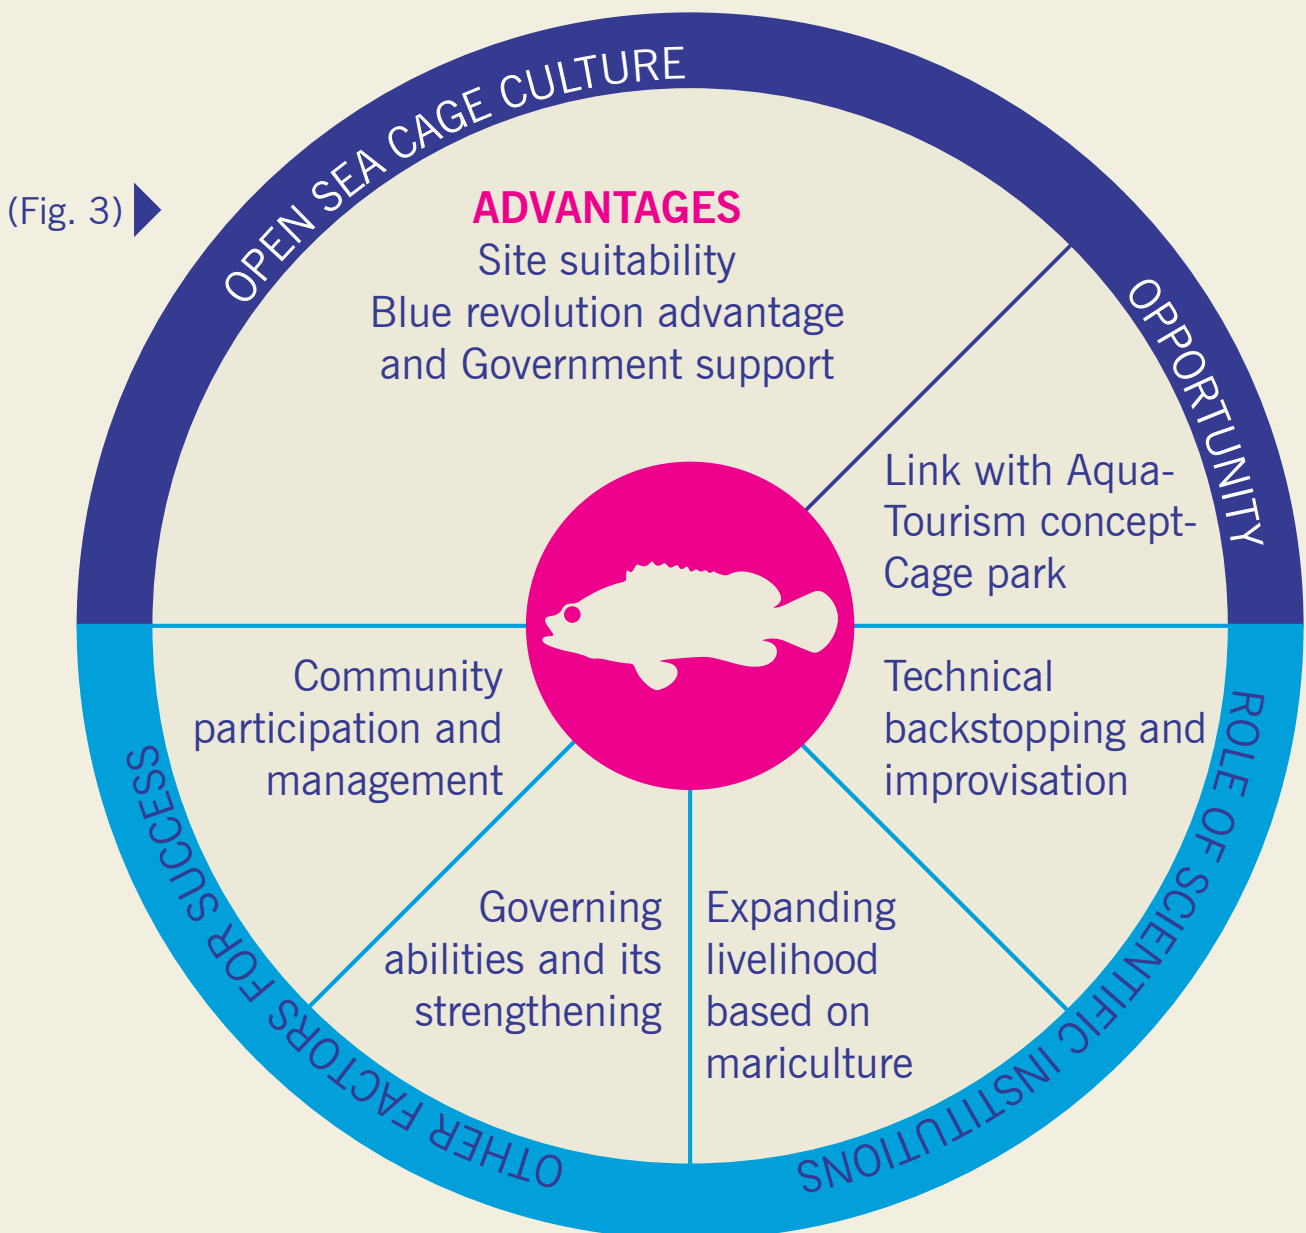 (Fig. 3)
OPEN SEA CAGE CULTURE
ADVANTAGES
Site suitability
Blue revolution advantage
and Government support
OPPORTUNITY
Link with Aqua-
Tourism concept-
Cage park
Community
participation and
management
Technical
backstopping and
improvisation
Governing
abilities and its
strengthening
Expanding
livelihood
based on
mariculture
OTHER FACTORS FOR SUCCESS
ROLE OF SCIENTIFIC INSTITUTIONS